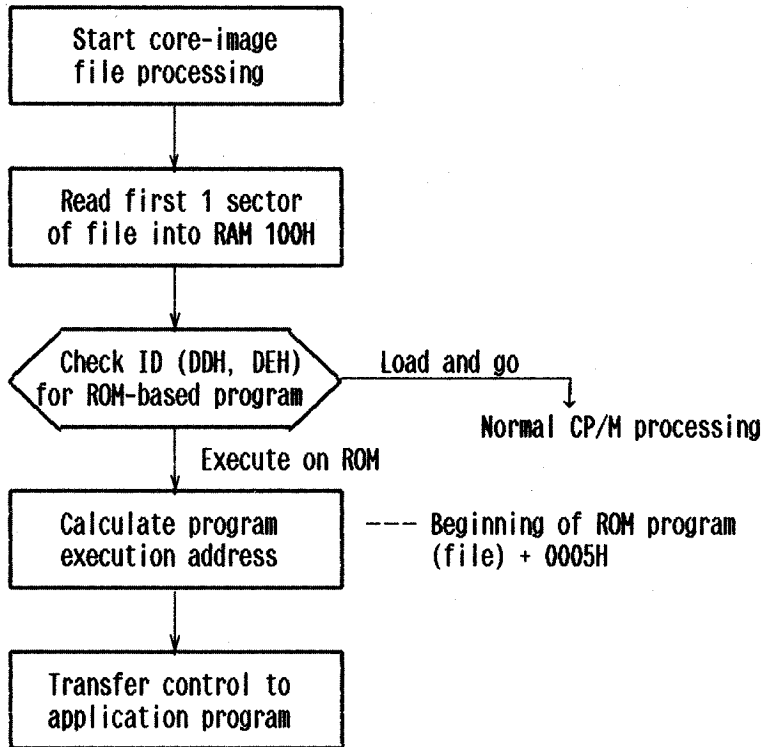 Start core-image
file processing
Read first 1 sector
of file into RAM 100H
Check ID (DDH, DEH)
for ROM-based program
Load and go
Normal CP/M processing
Execute on ROM
Calculate program
execution address
--- Beginning of ROM program
(file) + 0005H
Transfer control to
application program